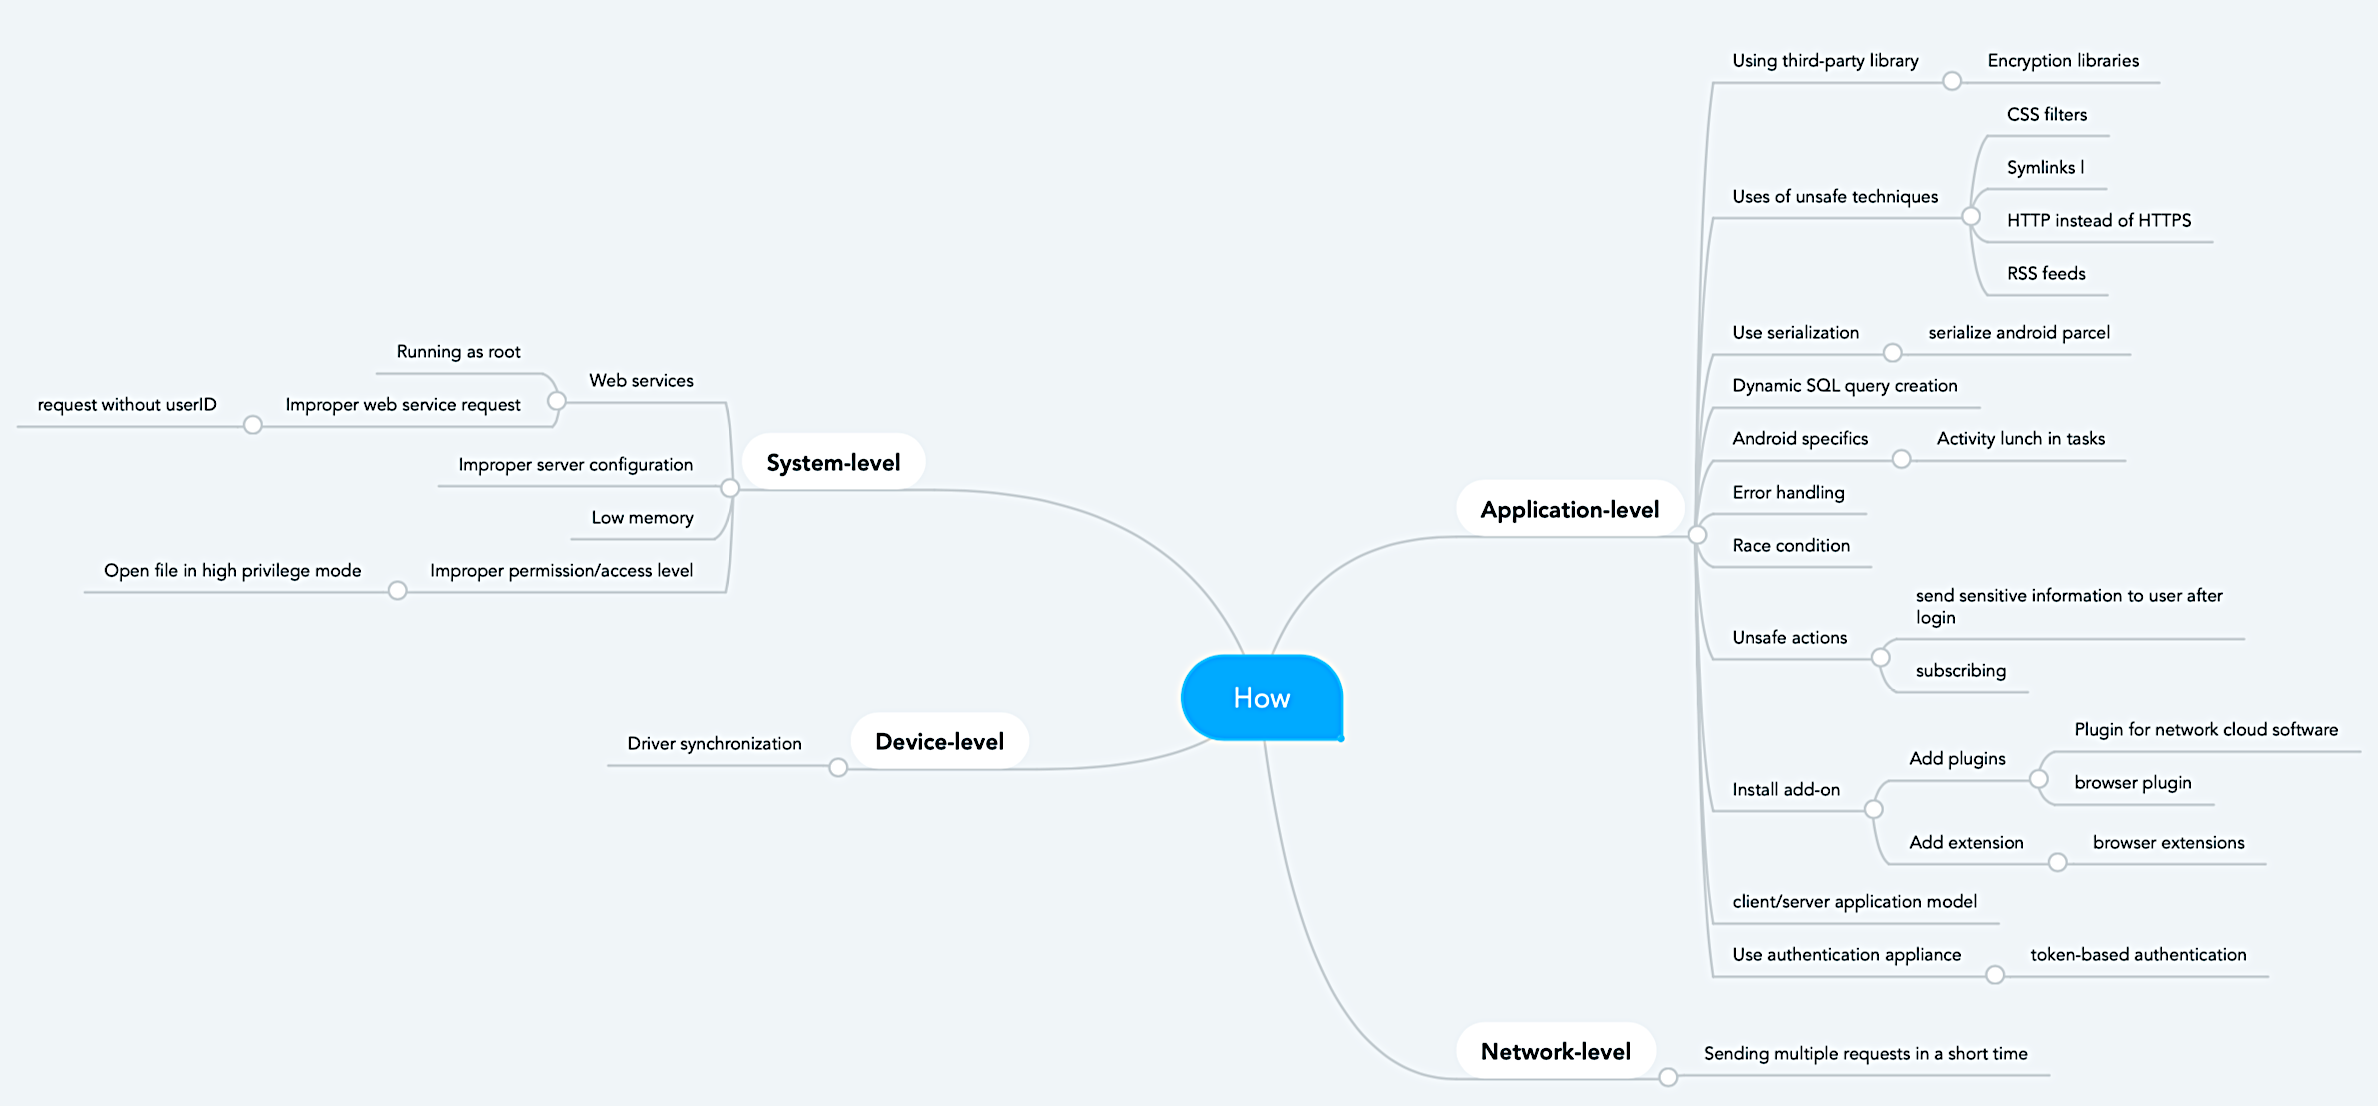 Using third-party library
Encryption libraries
Uses of unsafe techniques
CSS filters
Symlinks l
HTTP instead of HTTPS
RSS feeds
Use serialization
serialize android parcel
Dynamic SQL query creation
Android specifics
Activity lunch in tasks
Error handling
Race condition
Unsafe actions
send sensitive information to user after
login
subscribing
Install add-on
Add plugins
Plugin for network cloud software
browser plugin
Add extension
browser extensions
client/server application model
Use authentication appliance
token-based authentication
Application-level
System-level
Web services
Running as root
Improper web service request
request without userID
Improper server configuration
Low memory
Improper permission/access level
Open file in high privilege mode
How
Device-level
Driver synchronization
Network-level
Sending multiple requests in a short time